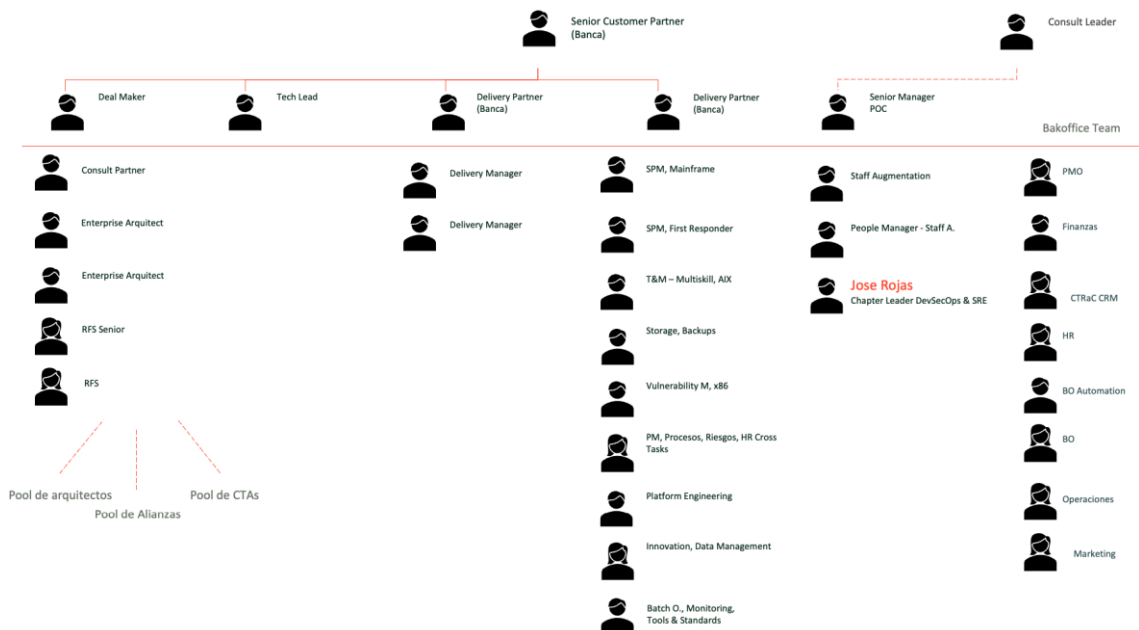 Senior Customer Partner
(Banca)
Consult Leader
Deal Maker
Tech Lead
Delivery Partner
(Banca)
Delivery Partner
(Banca)
Senior Manager
POC
Bakoffice Team
Consult Partner
Enterprise Arquitect
Enterprise Arquitect
RFS Senior
RFS
Pool de arquitectos
Pool de Alianzas
Pool de CTAs
Delivery Manager
Delivery Manager
SPM, Mainframe
SPM, First Responder
T&M – Multiskill, AIX
Storage, Backups
Vulnerability M, x86
PM, Procesos, Riesgos, HR Cross
Tasks
Platform Engineering
Innovation, Data Management
Batch O., Monitoring,
Tools & Standards
Staff Augmentation
People Manager - Staff A.
Jose Rojas
Chapter Leader DevSecOps & SRE
PMO
Finanzas
CTRaC CRM
HR
BO Automation
BO
Operaciones
Marketing